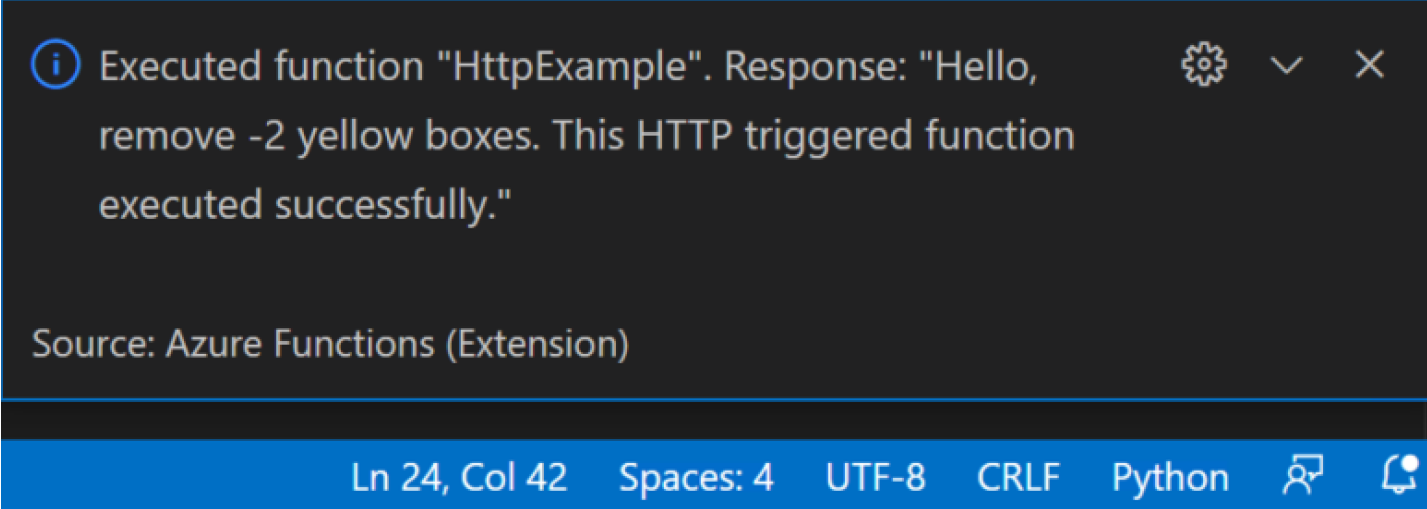 Executed function "HttpExample". Response: "Hello,
remove -2 yellow boxes. This HTTP triggered function
executed successfully."
Source: Azure Functions (Extension)
Ln 24, Col 42 Spaces: 4 UTF-8 CRLF Python